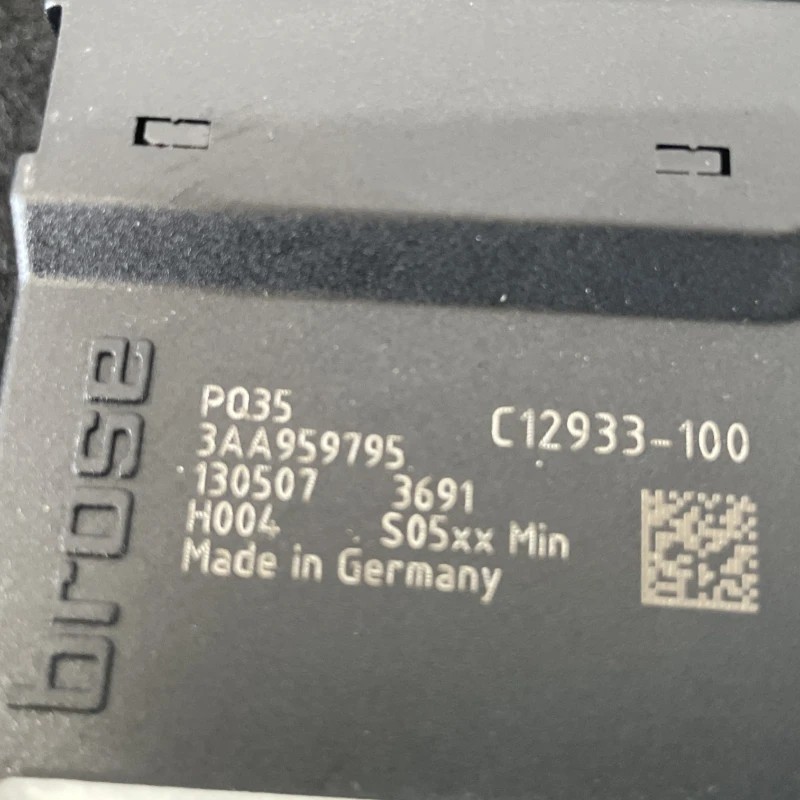 brose
PQ35
3AA959795
C12933-100
130507 3691
H004 S05xx Min
Made in Germany